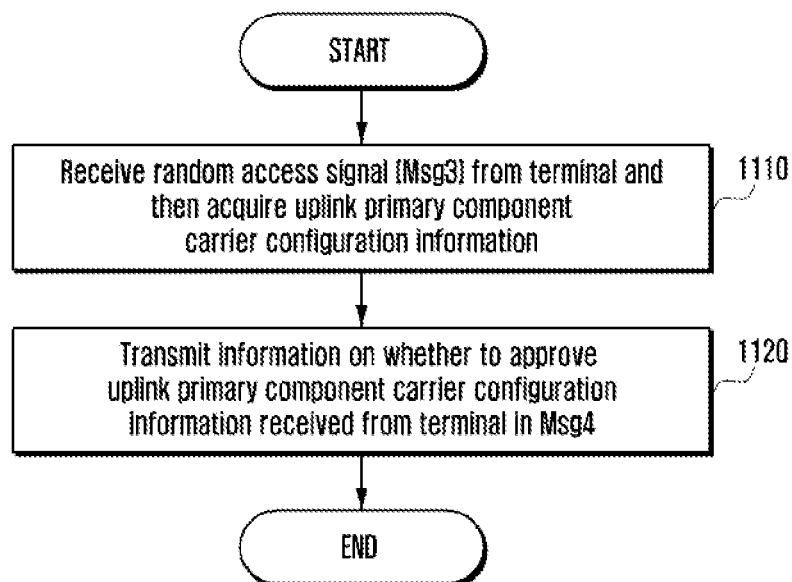 START
Receive random access signal (Msg3) from terminal and
then acquire uplink primary component
carrier configuration information
1110
Transmit information on whether to approve
uplink primary component carrier configuration
information received from terminal in Msg4
1120
END